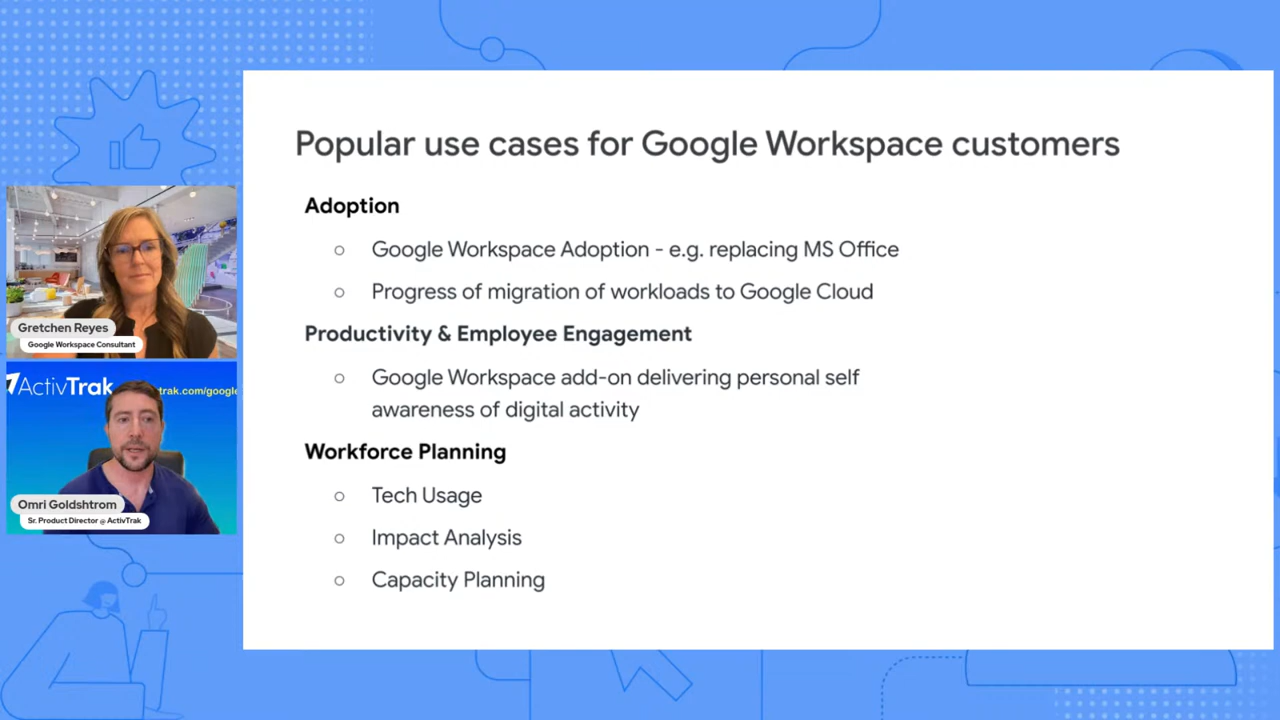 Popular use cases for Google Workspace customers
Adoption
Google Workspace Adoption - e.g. replacing MS Office
Progress of migration of workloads to Google Cloud
Productivity & Employee Engagement
Google Workspace add-on delivering personal self
awareness of digital activity
Workforce Planning
Tech Usage
Impact Analysis
Capacity Planning
Gretchen Reyes
Google Workspace Consultant
ActivTrak
trak.com/google
Omri Goldshtrom
Sr. Product Director @ ActivTrak